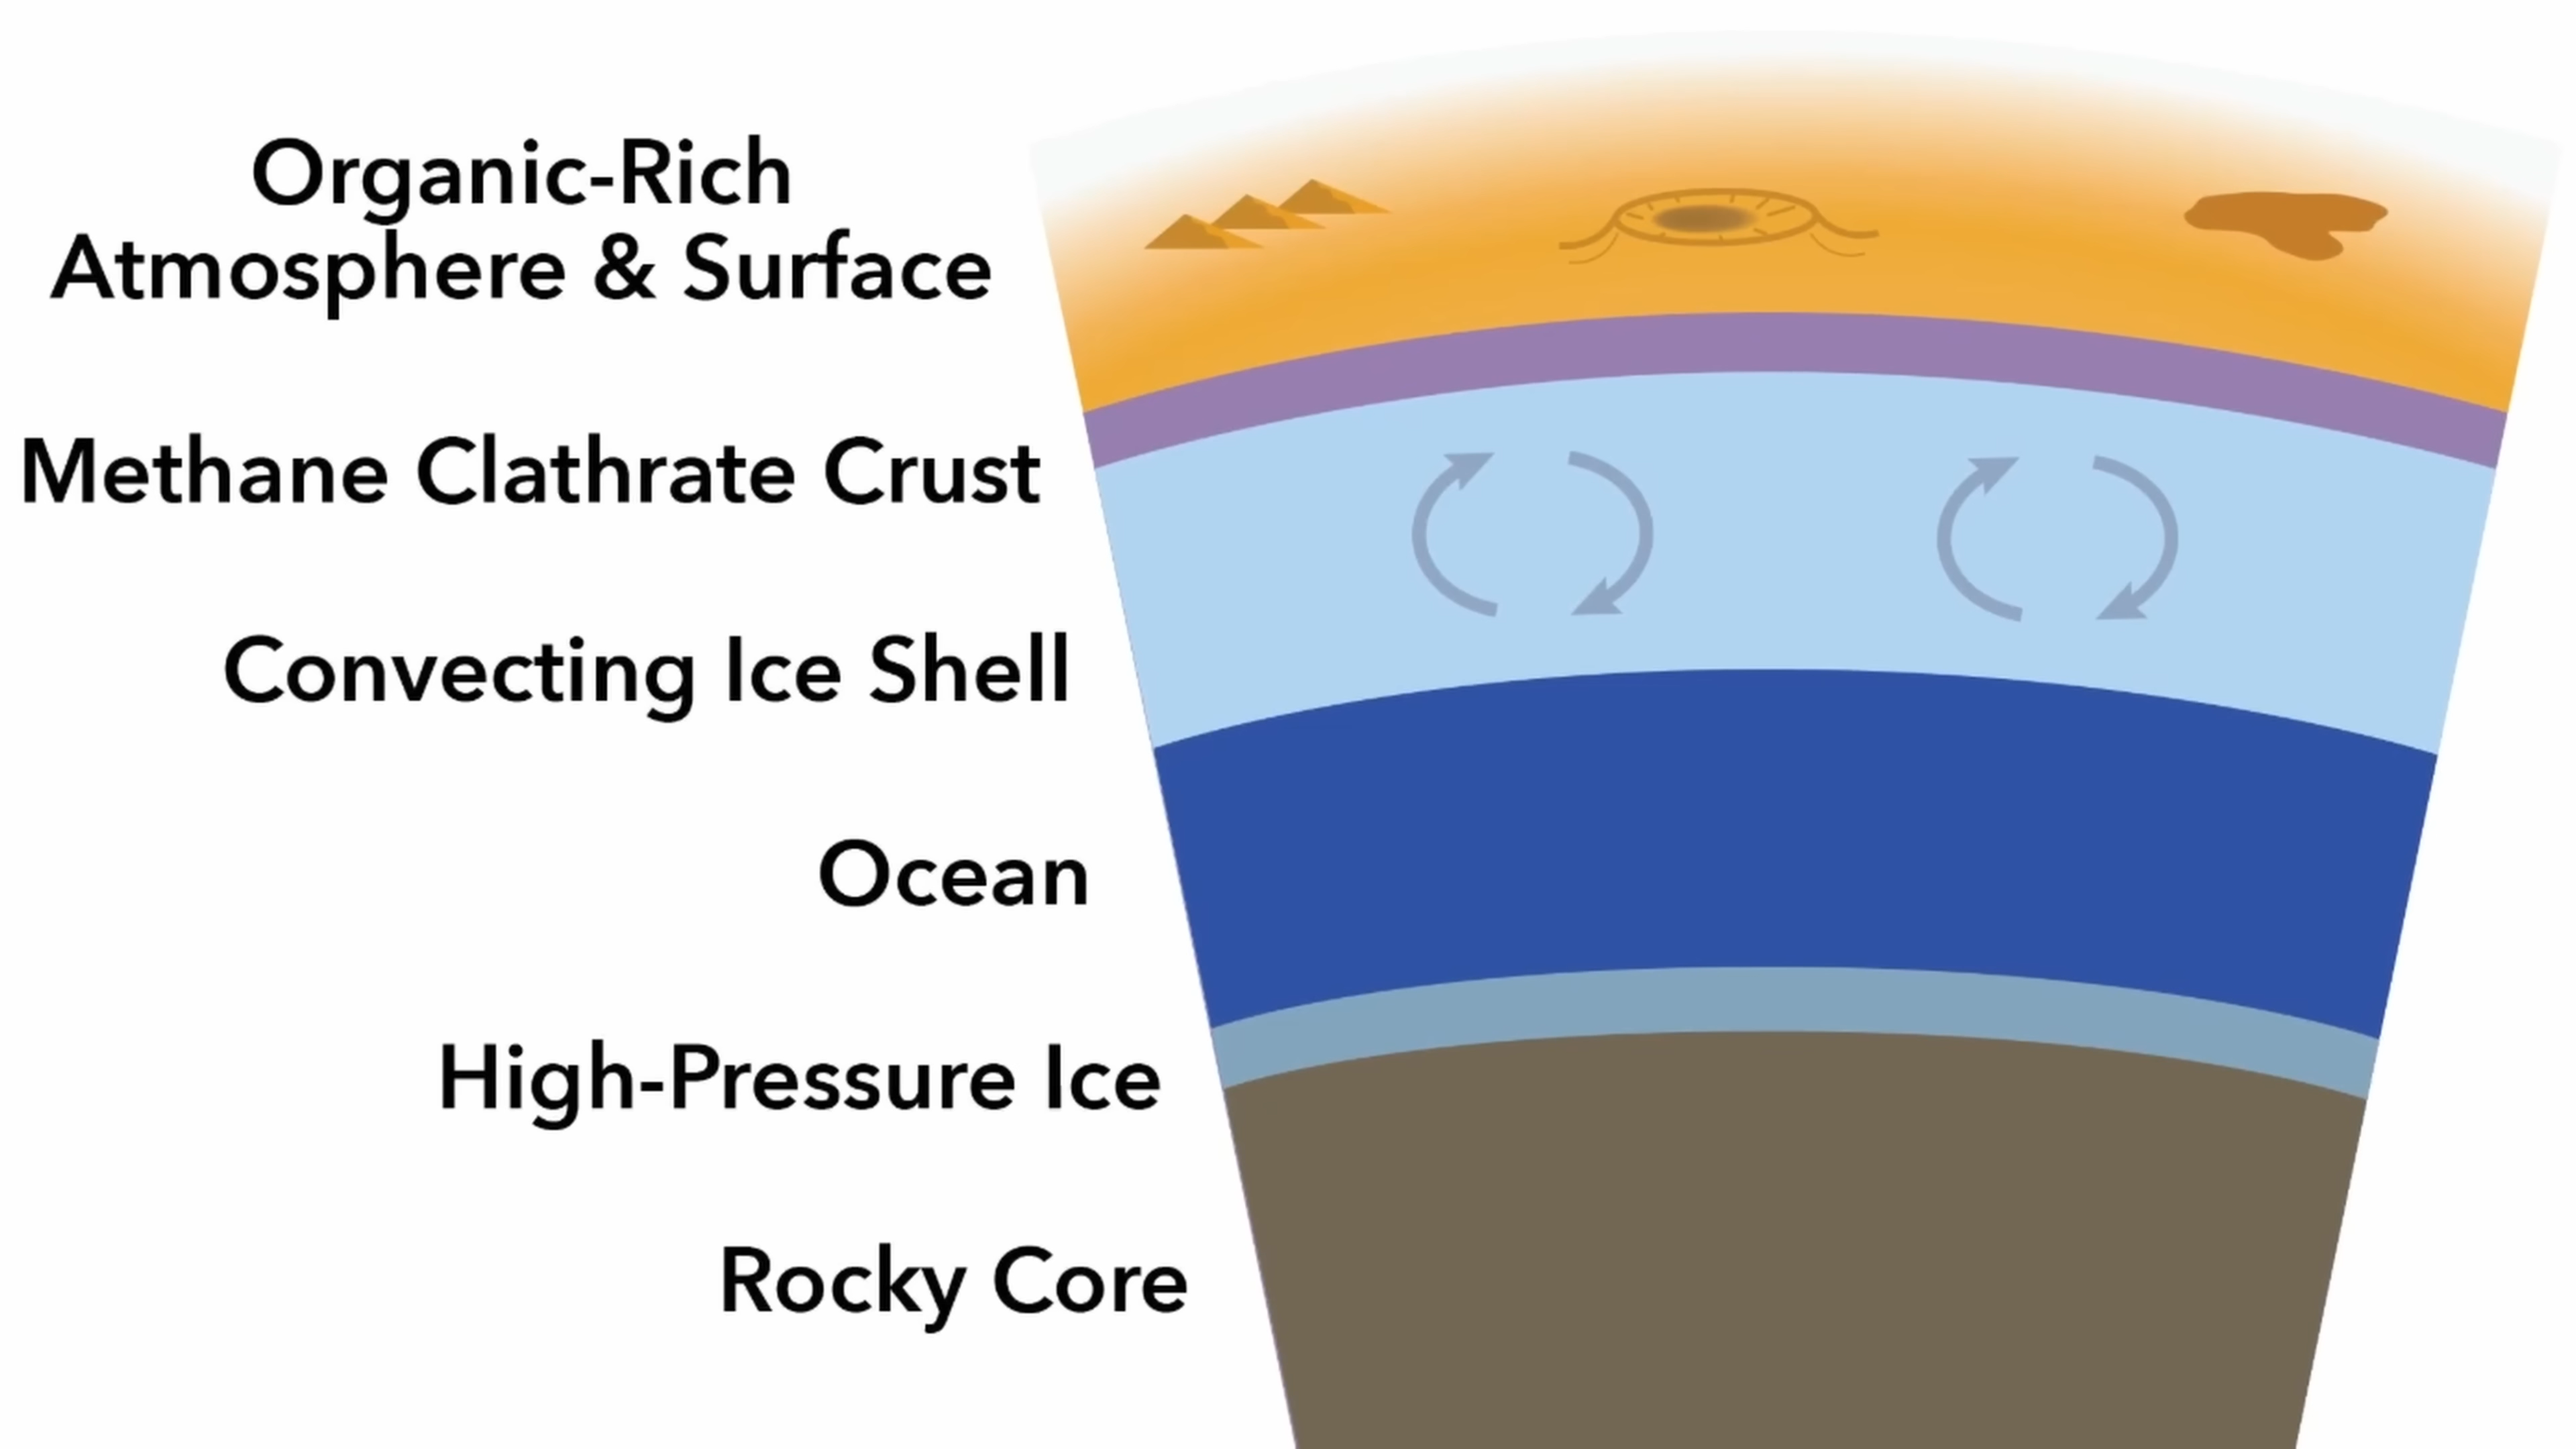 Organic-Rich
Atmosphere & Surface
Methane Clathrate Crust
Convecting Ice Shell
Ocean
High-Pressure Ice
Rocky Core